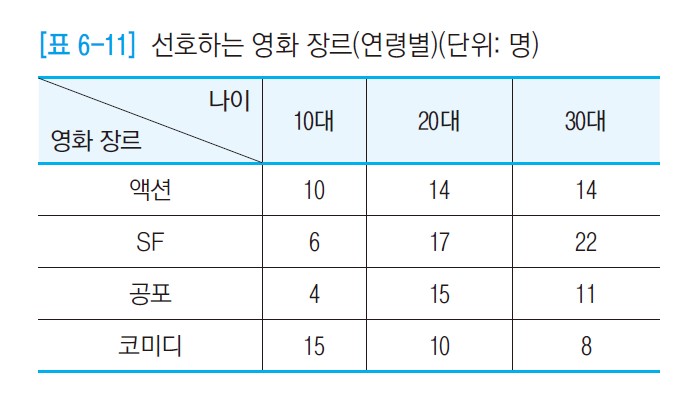 [표 6-11] 선호하는 영화 장르(연령별)(단위: 명)
나이
영화 장르
10대 20대 30대
액션 10 14 14
SF 6 17 22
공포 4 15 11
코미디 15 10 8